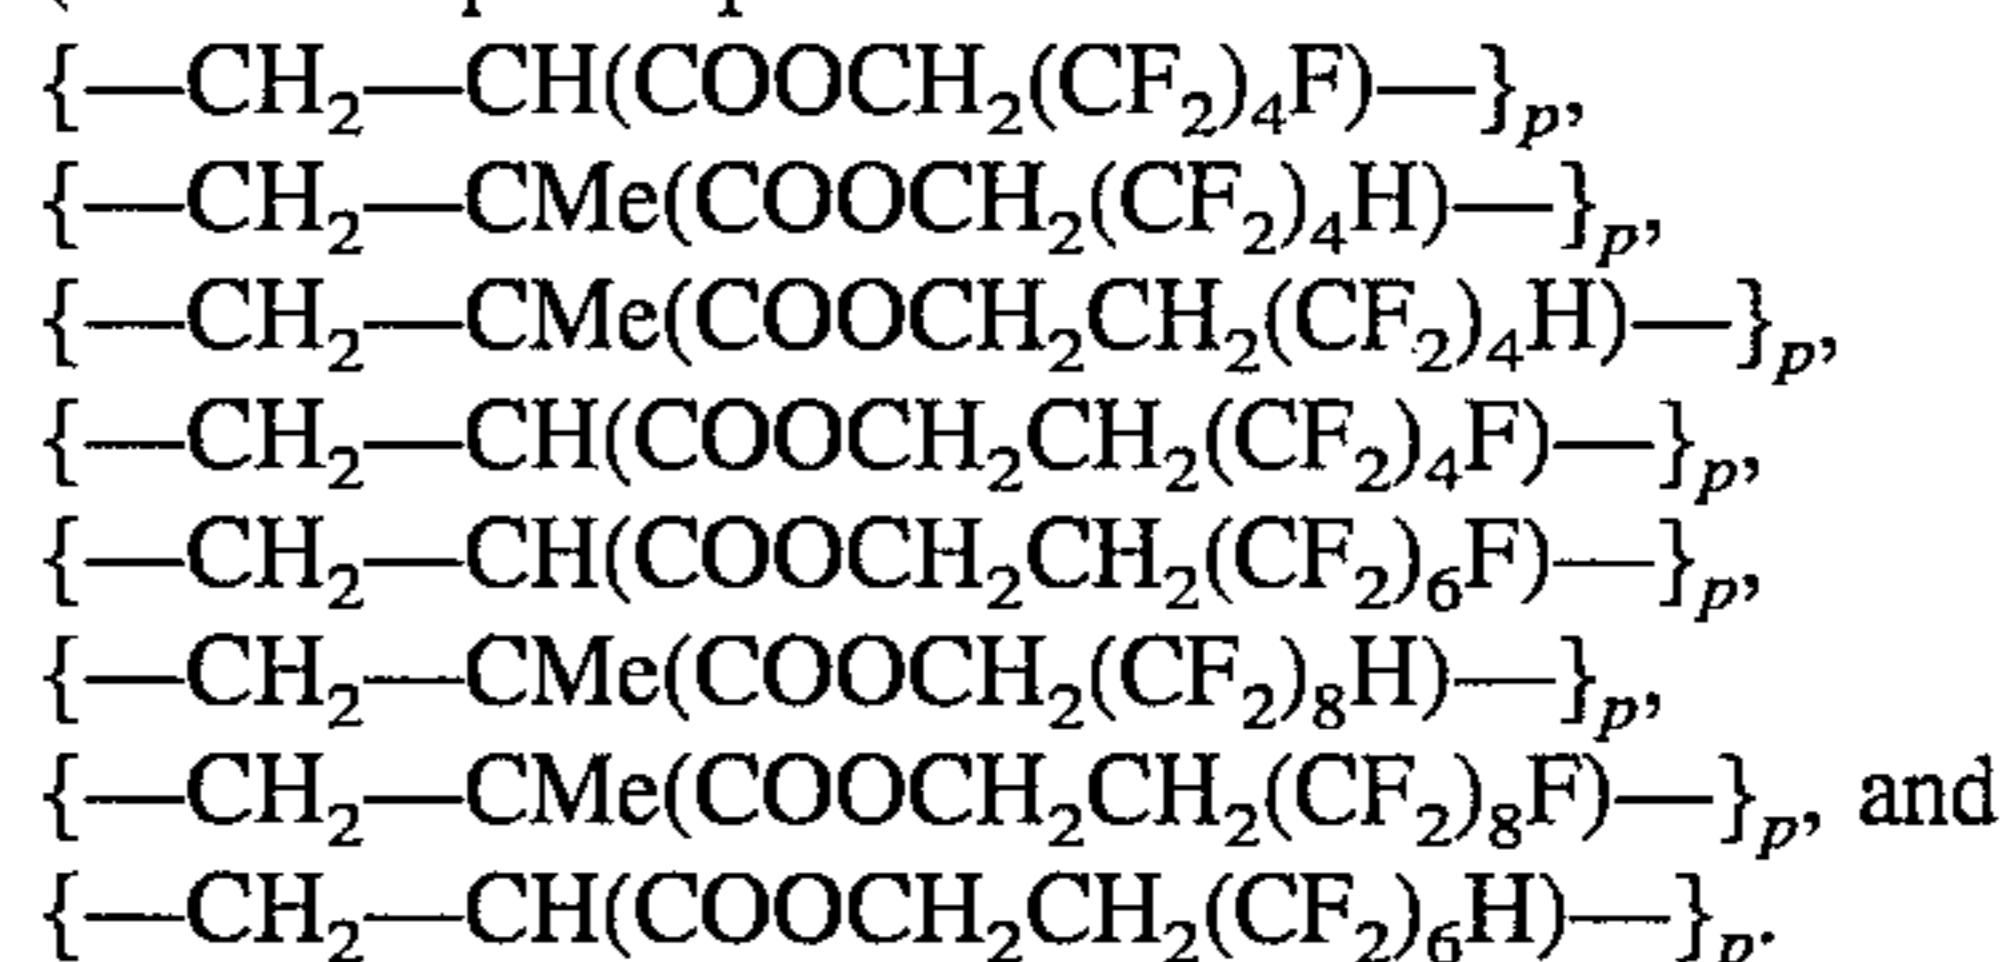 {—CH₂—CH(COOCH₂(CF₂)₄F)—}ₚ,
{—CH₂—CMe(COOCH₂(CF₂)₄H)—}ₚ,
{—CH₂—CMe(COOCH₂CH₂(CF₂)₄H)—}ₚ,
{—CH₂—CH(COOCH₂CH₂(CF₂)₄F)—}ₚ,
{—CH₂—CH(COOCH₂CH₂(CF₂)₆F)—}ₚ,
{—CH₂—CMe(COOCH₂(CF₂)₈H)—}ₚ,
{—CH₂—CMe(COOCH₂CH₂(CF₂)₈F)—}ₚ, and
{—CH₂—CH(COOCH₂CH₂(CF₂)₆H)—}ₚ.